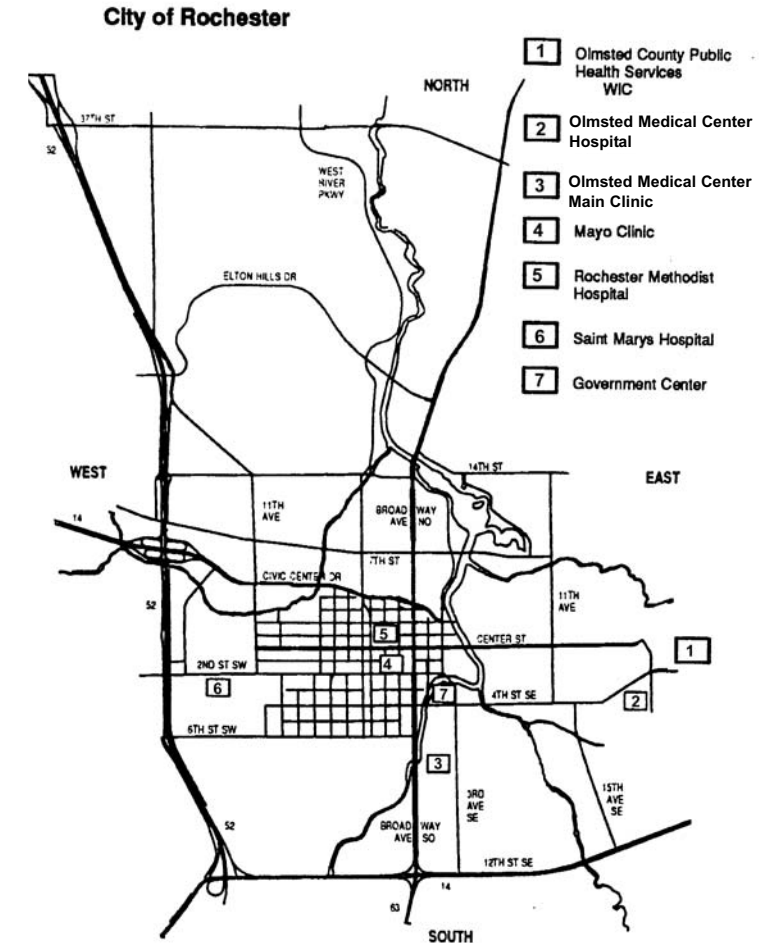 City of Rochester
1
Olmsted County Public
Health Services
WIC
2
Olmsted Medical Center
Hospital
3
Olmsted Medical Center
Main Clinic
4
Mayo Clinic
5
Rochester Methodist
Hospital
6
Saint Marys Hospital
7
Government Center
NORTH
37TH ST
52
WEST
RIVER
PKWY
ELTON HILLS DR
WEST
14TH ST
EAST
14
11TH
AVE
BROAD WAY
AVE NO
7TH ST
CIVIC CENTER DR
52
11TH
AVE
5
CENTER ST
1
2ND ST SW
4
6
7
4TH ST SE
2
6TH ST SW
3
3RD
AVE
SE
15TH
AVE
SE
52
BROAD WAY
AVE SO
12TH ST SE
14
63
SOUTH